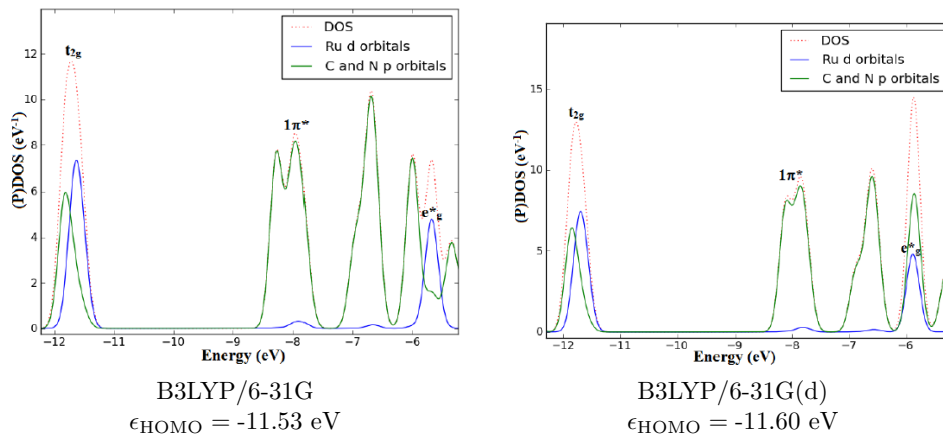 DOS
Ru d orbitals
C and N p orbitals
t₂g
1π*
e*g
(P)DOS (eV⁻¹)
0
2
4
6
8
10
12
−12
−11
−10
−9
−8
−7
−6
Energy (eV)
B3LYP/6-31G
ϵHOMO = -11.53 eV
DOS
Ru d orbitals
C and N p orbitals
t₂g
1π*
e*g
(P)DOS (eV⁻¹)
0
5
10
15
−12
−11
−10
−9
−8
−7
−6
Energy (eV)
B3LYP/6-31G(d)
ϵHOMO = -11.60 eV